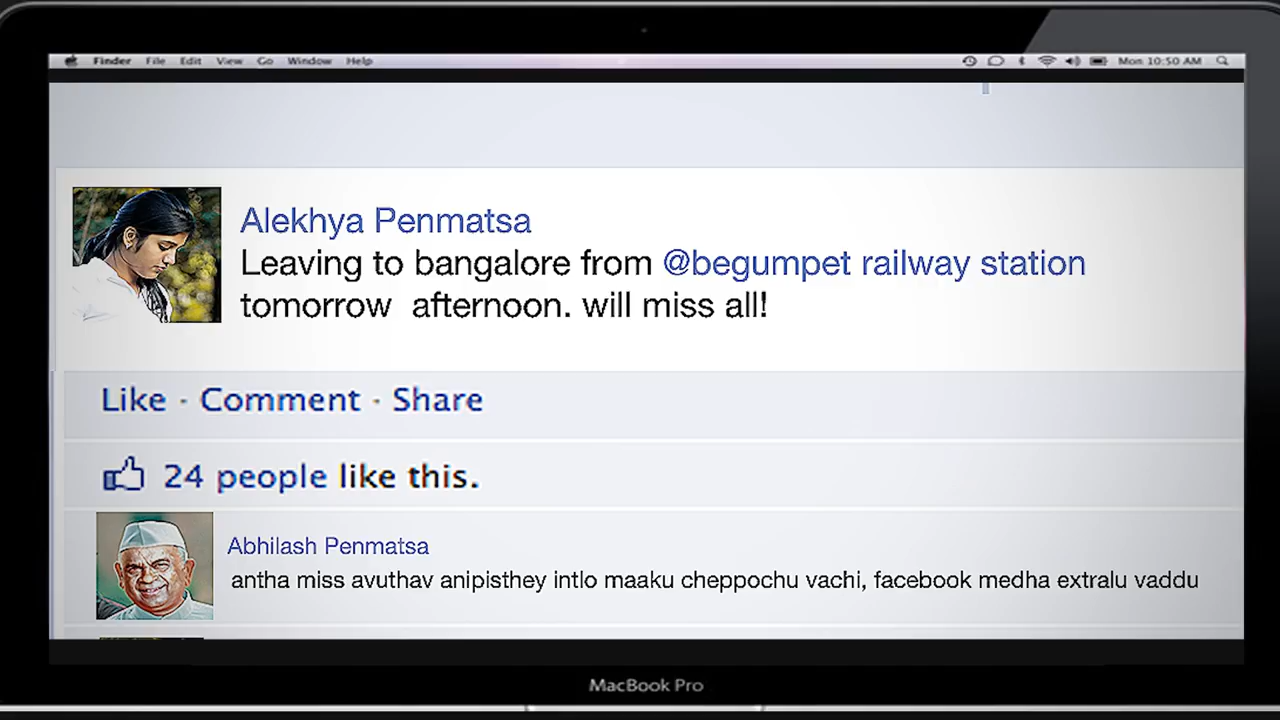 Finder File Edit View Go Window Help Mon 10:50 AM
Alekhya Penmatsa
Leaving to bangalore from @begumpet railway station
tomorrow afternoon. will miss all!
Like · Comment · Share
24 people like this.
Abhilash Penmatsa
antha miss avuthav anipisthey intlo maaku cheppochu vachi, facebook medha extralu vaddu
MacBook Pro